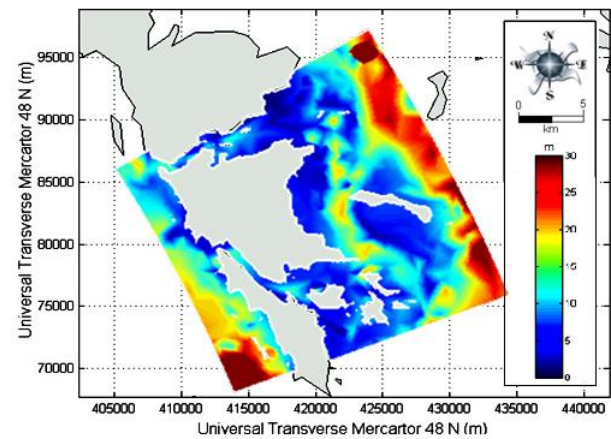 95000
90000
85000
80000
75000
70000
Universal Transverse Mercartor 48 N (m)
405000 410000 415000 420000 425000 430000 435000 440000
Universal Transverse Mercartor 48 N (m)
N
W E
S
0 5
km
m
30
25
20
15
10
5
0